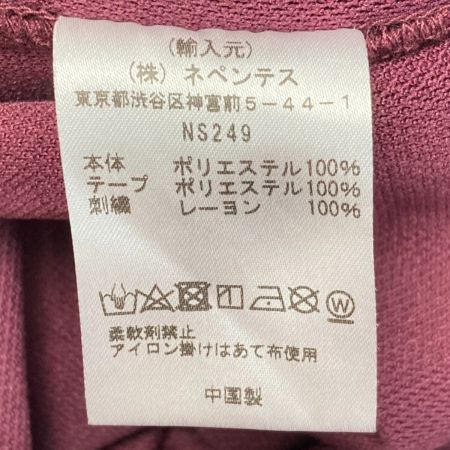 (輸入元)
(株) ネペンテス
東京都渋谷区神宮前5-44-1
NS249
本体 ポリエステル100%
テープ ポリエステル100%
刺繍 レーヨン 100%
柔軟剤禁止
アイロン掛けはあて布使用
中国製